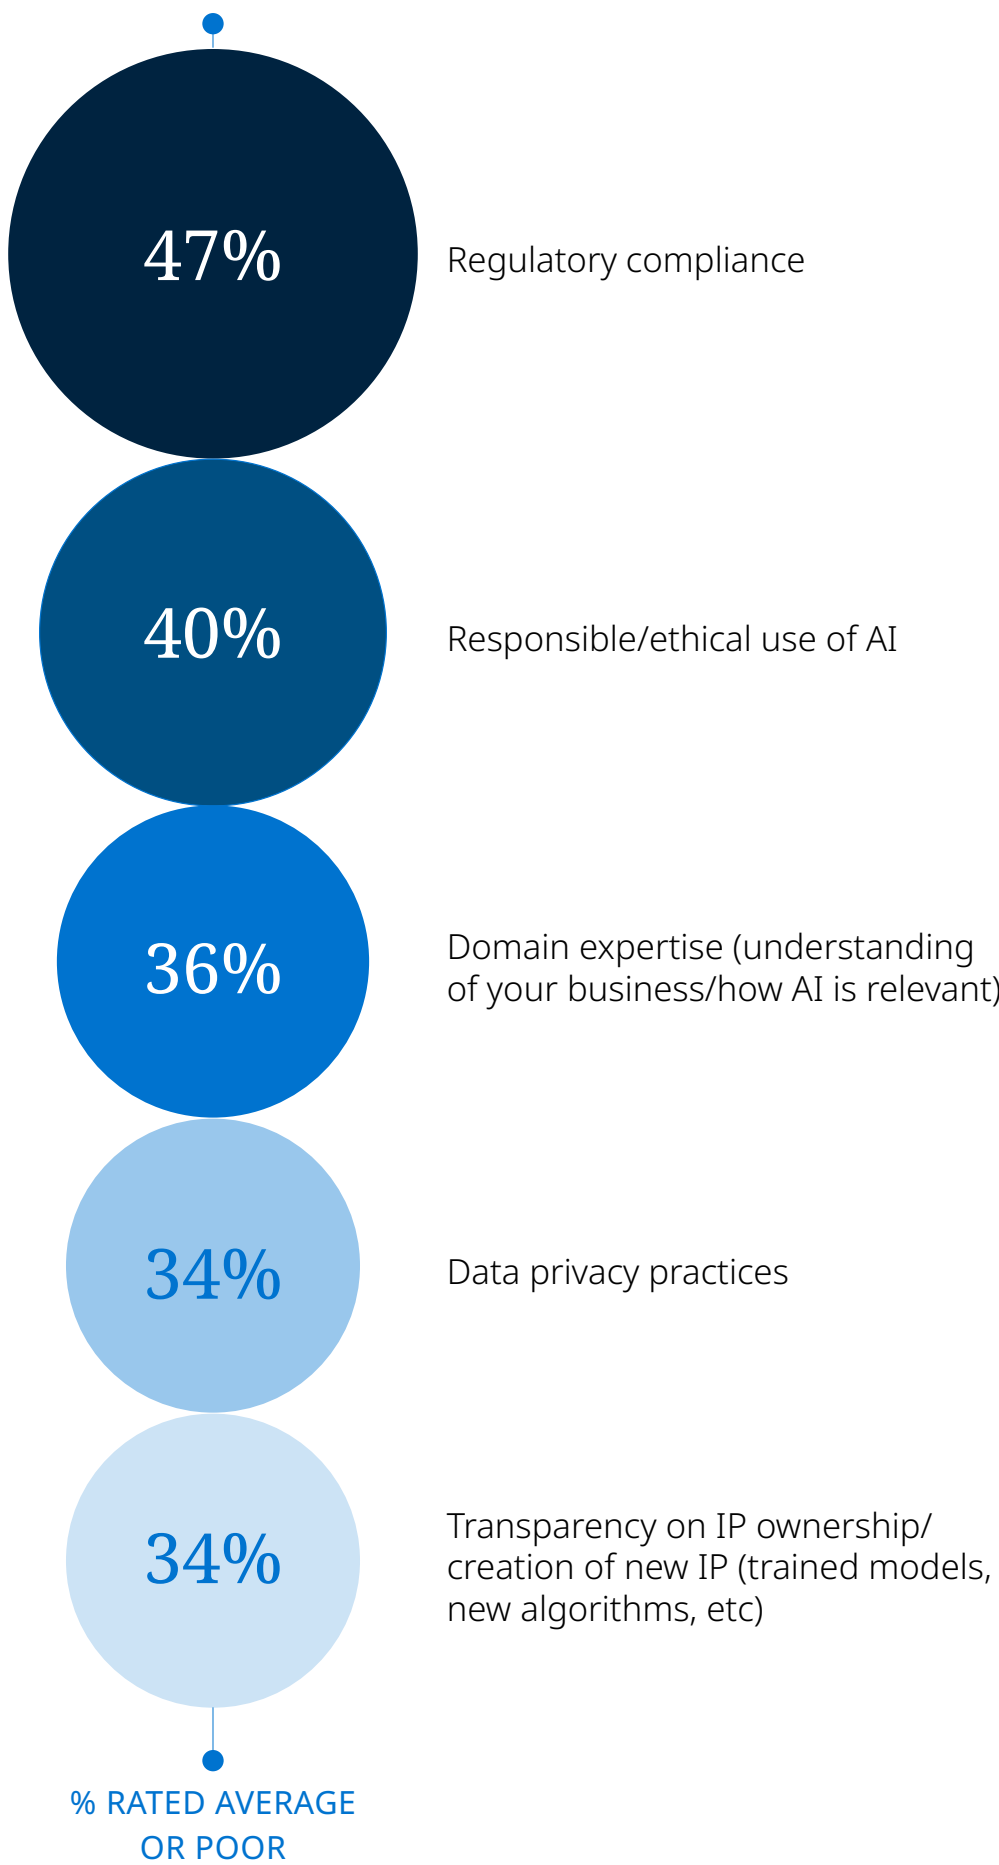 47%
Regulatory compliance
40%
Responsible/ethical use of AI
36%
Domain expertise (understanding
of your business/how AI is relevant)
34%
Data privacy practices
34%
Transparency on IP ownership/
creation of new IP (trained models,
new algorithms, etc)
% RATED AVERAGE
OR POOR